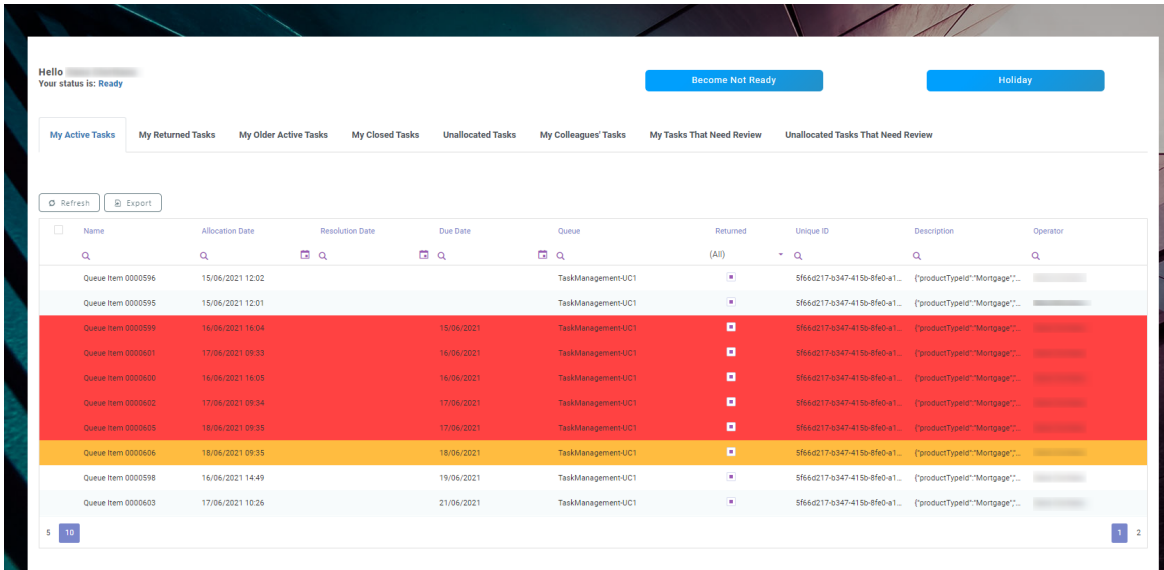 Hello
Your status is: Ready
Become Not Ready
Holiday
My Active Tasks My Returned Tasks My Older Active Tasks My Closed Tasks Unallocated Tasks My Colleagues' Tasks My Tasks That Need Review Unallocated Tasks That Need Review
Refresh Export
Name Allocation Date Resolution Date Due Date Queue Returned Unique ID Description Operator
(All)
Queue Item 0000596 15/06/2021 12:02 TaskManagement-UC1 5f66d217-b347-415b-8fe0-a1... {"productTypeId":"Mortgage","...
Queue Item 0000595 15/06/2021 12:01 TaskManagement-UC1 5f66d217-b347-415b-8fe0-a1... {"productTypeId":"Mortgage","...
Queue Item 0000599 16/06/2021 16:04 15/06/2021 TaskManagement-UC1 5f66d217-b347-415b-8fe0-a1... {"productTypeId":"Mortgage","...
Queue Item 0000601 17/06/2021 09:33 16/06/2021 TaskManagement-UC1 5f66d217-b347-415b-8fe0-a1... {"productTypeId":"Mortgage","...
Queue Item 0000600 16/06/2021 16:05 16/06/2021 TaskManagement-UC1 5f66d217-b347-415b-8fe0-a1... {"productTypeId":"Mortgage","...
Queue Item 0000602 17/06/2021 09:34 17/06/2021 TaskManagement-UC1 5f66d217-b347-415b-8fe0-a1... {"productTypeId":"Mortgage","...
Queue Item 0000605 18/06/2021 09:35 17/06/2021 TaskManagement-UC1 5f66d217-b347-415b-8fe0-a1... {"productTypeId":"Mortgage","...
Queue Item 0000606 18/06/2021 09:35 18/06/2021 TaskManagement-UC1 5f66d217-b347-415b-8fe0-a1... {"productTypeId":"Mortgage","...
Queue Item 0000598 16/06/2021 14:49 19/06/2021 TaskManagement-UC1 5f66d217-b347-415b-8fe0-a1... {"productTypeId":"Mortgage","...
Queue Item 0000603 17/06/2021 10:26 21/06/2021 TaskManagement-UC1 5f66d217-b347-415b-8fe0-a1... {"productTypeId":"Mortgage","...
5 10 1 2